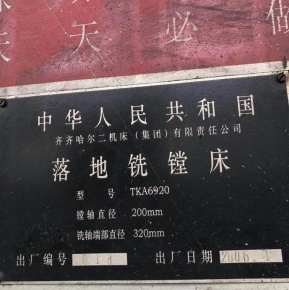 天 必 做
中华人民共和国
齐齐哈尔二机床（集团）有限责任公司
落地铣镗床
型 号 TKA6920
镗轴直径 200mm
铣轴端部直径 320mm
出厂编号 出厂日期 2006.